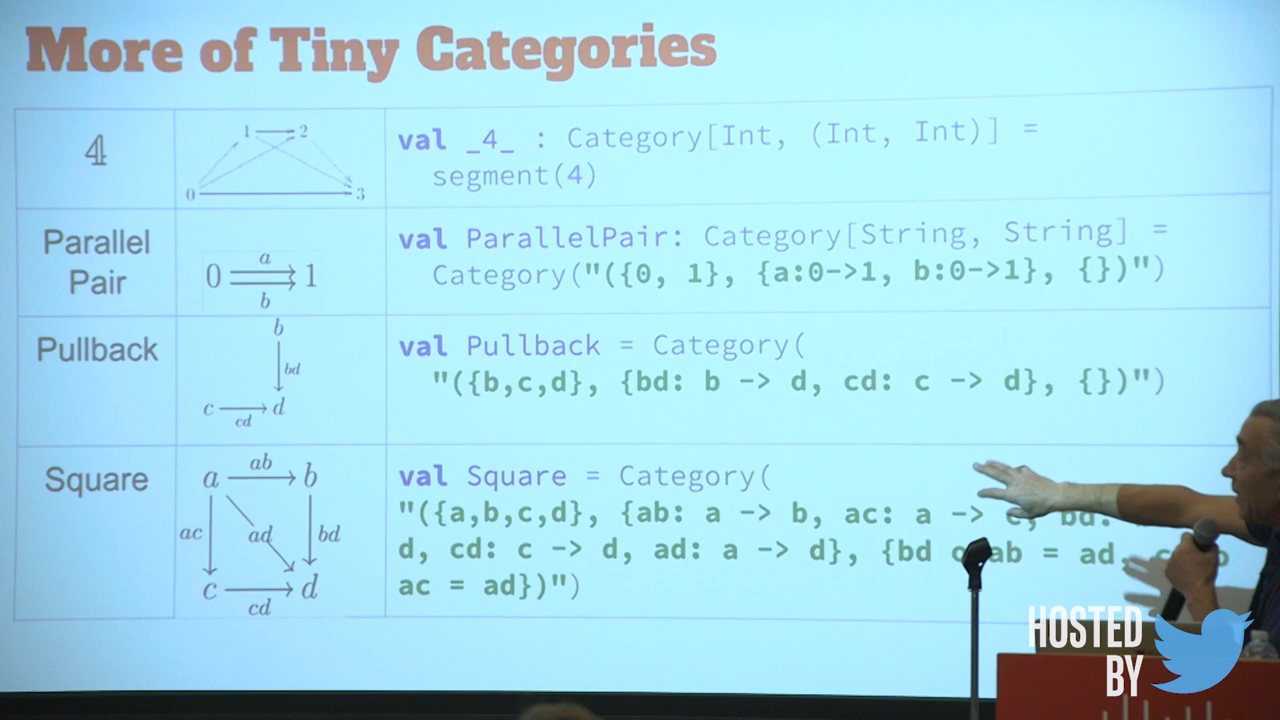 More of Tiny Categories
4
1 2
0 3
val _4_ : Category[Int, (Int, Int)] =
segment(4)
Parallel
Pair
a
0 1
b
val ParallelPair: Category[String, String] =
Category("({0, 1}, {a:0->1, b:0->1}, {})")
Pullback
b
bd
c d
cd
val Pullback = Category(
"({b,c,d}, {bd: b -> d, cd: c -> d}, {})")
Square
ab
a b
ac ad bd
c d
cd
val Square = Category(
"({a,b,c,d}, {ab: a -> b, ac: a -> c, bd:
d, cd: c -> d, ad: a -> d}, {bd o ab = ad,
ac = ad})")
HOSTED
BY